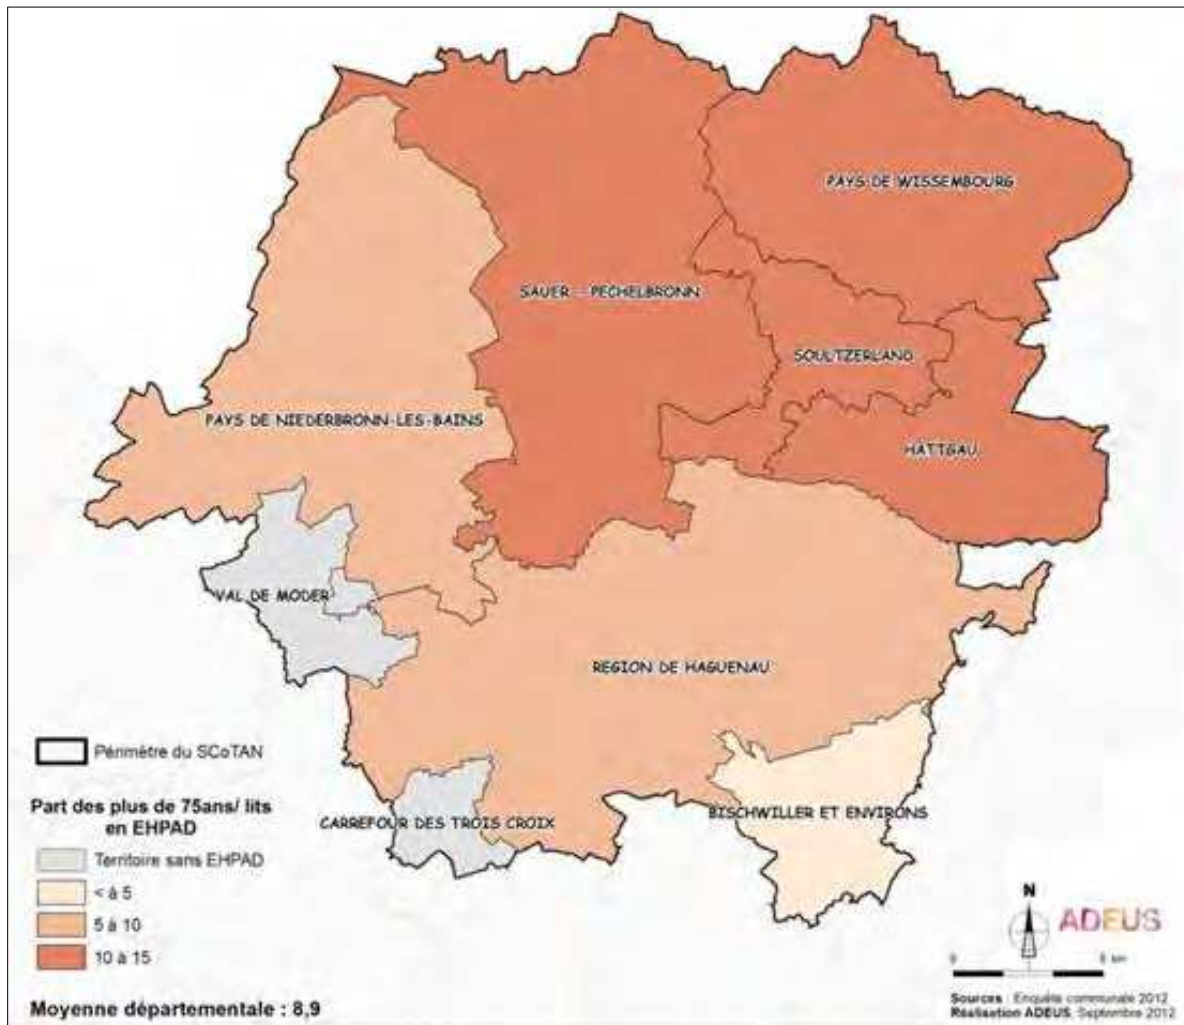 PAYS DE WISSEMBOURG
SAUER - PECHELBRONN
SOULTZERLAND
PAYS DE NIEDERBRONN-LES-BAINS
HATTGAU
VAL DE MODER
REGION DE HAGUENAU
CARREFOUR DES TROIS CROIX
BISCHWILLER ET ENVIRONS
Périmètre du SCoTAN
Part des plus de 75ans/ lits
en EHPAD
Territoire sans EHPAD
< à 5
5 à 10
10 à 15
Moyenne départementale : 8,9
N
ADEUS
0 5 km
Sources : Enquête communale 2012
Réalisation ADEUS, Septembre 2012